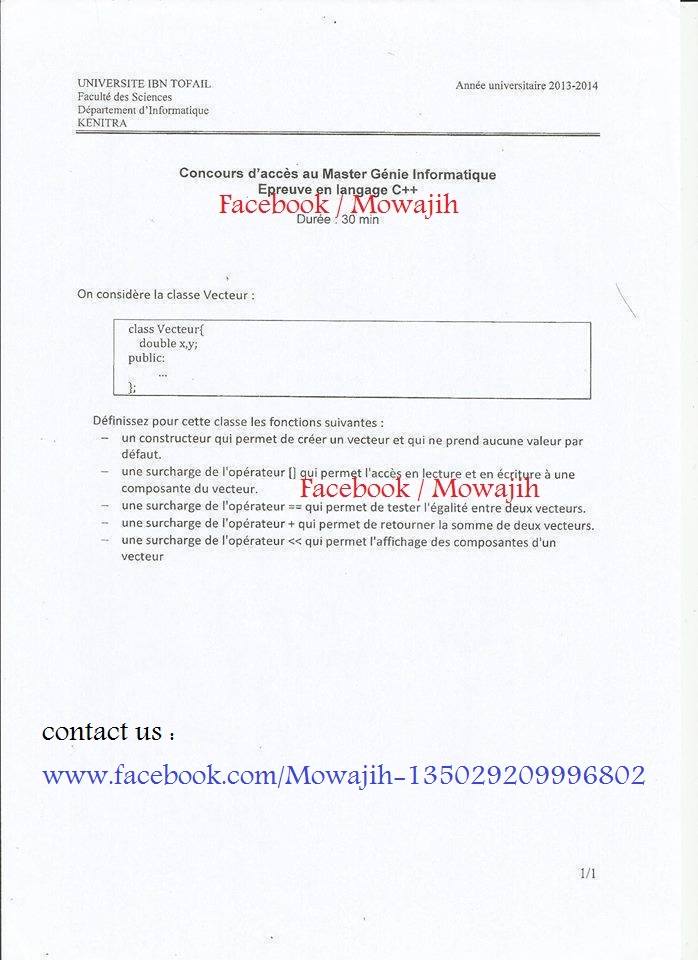 UNIVERSITE IBN TOFAIL
Année universitaire 2013-2014
Faculté des Sciences
Département d'Informatique
KENITRA
Concours d'accès au Master Génie Informatique
Epreuve en langage C++
Facebook / Mowajih
Durée : 30 min
On considère la classe Vecteur :
class Vecteur{
double x,y;
public:
...
};
Définissez pour cette classe les fonctions suivantes :
– un constructeur qui permet de créer un vecteur et qui ne prend aucune valeur par
défaut.
– une surcharge de l'opérateur [] qui permet l'accès en lecture et en écriture à une
composante du vecteur.
Facebook / Mowajih
– une surcharge de l'opérateur == qui permet de tester l'égalité entre deux vecteurs.
– une surcharge de l'opérateur + qui permet de retourner la somme de deux vecteurs.
– une surcharge de l'opérateur << qui permet l'affichage des composantes d'un
vecteur
contact us :
www.facebook.com/Mowajih-135029209996802
1/1